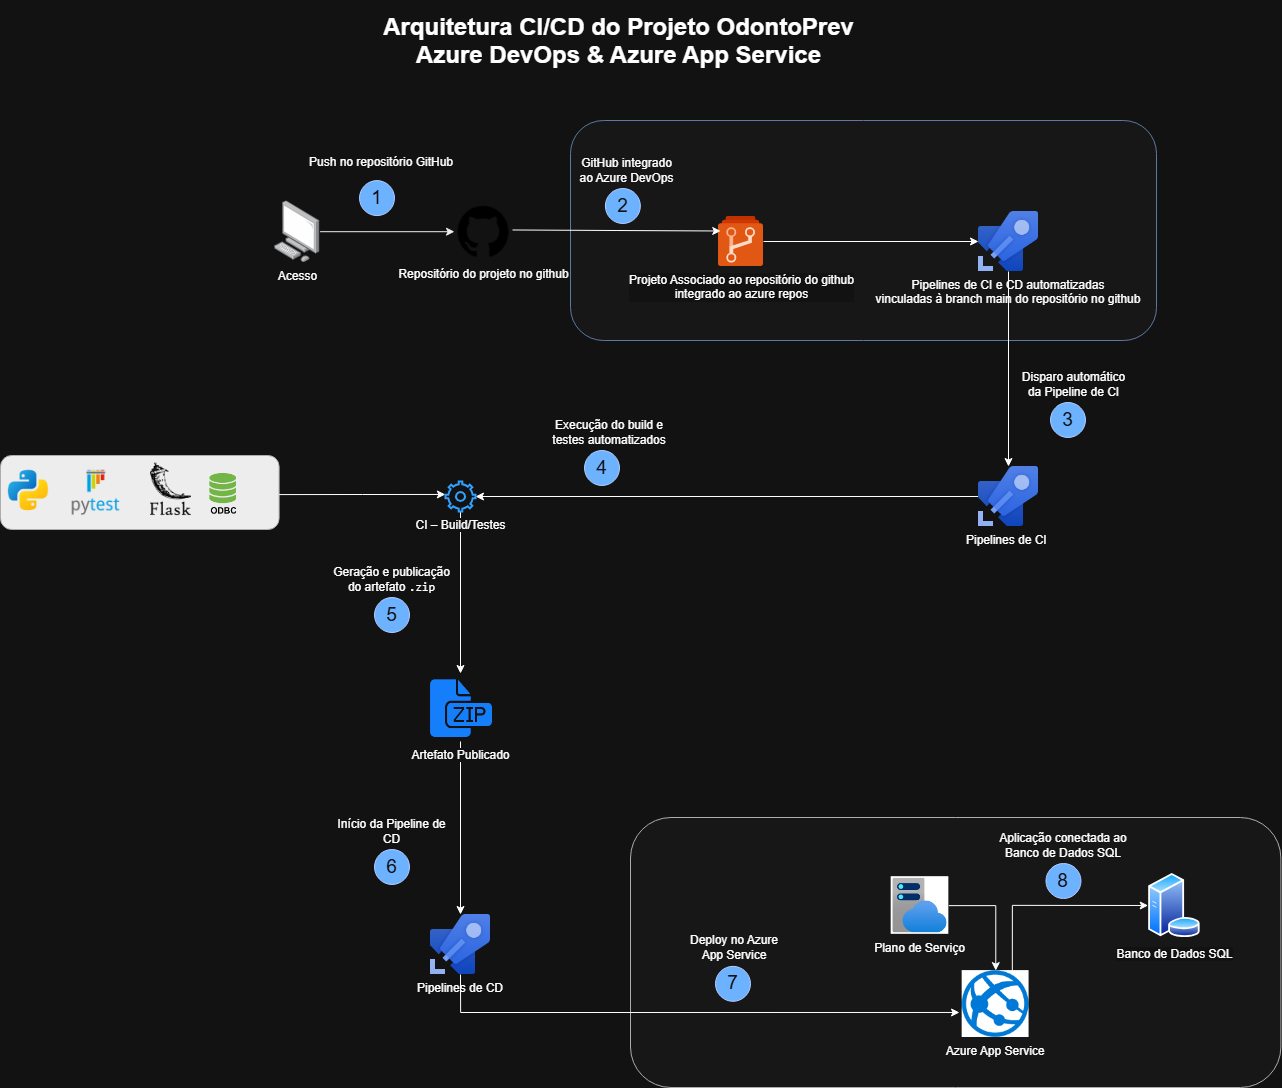 Arquitetura CI/CD do Projeto OdontoPrev
Azure DevOps & Azure App Service
Push no repositório GitHub
1
Acesso
Repositório do projeto no github
GitHub integrado
ao Azure DevOps
2
Projeto Associado ao repositório do github
integrado ao azure repos
Pipelines de CI e CD automatizadas
vinculadas à branch main do repositório no github
Disparo automático
da Pipeline de CI
3
Pipelines de CI
Execução do build e
testes automatizados
4
pytest
Flask
ODBC
CI – Build/Testes
Geração e publicação
do artefato .zip
5
ZIP
Artefato Publicado
Início da Pipeline de
CD
6
Pipelines de CD
Deploy no Azure
App Service
7
Plano de Serviço
Azure App Service
Aplicação conectada ao
Banco de Dados SQL
8
Banco de Dados SQL